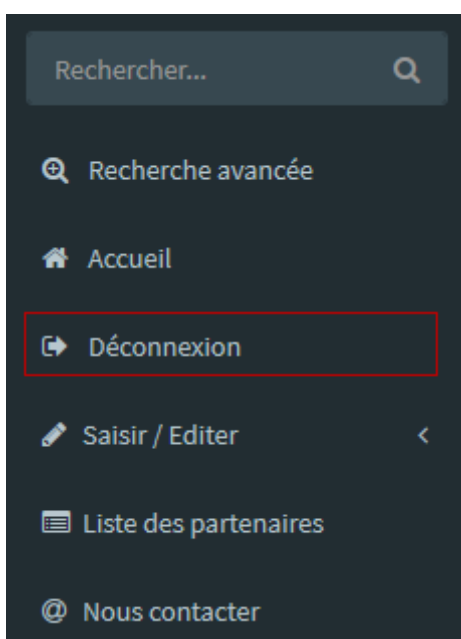 Rechercher...
Recherche avancée
Accueil
Déconnexion
Saisir / Editer
Liste des partenaires
@ Nous contacter